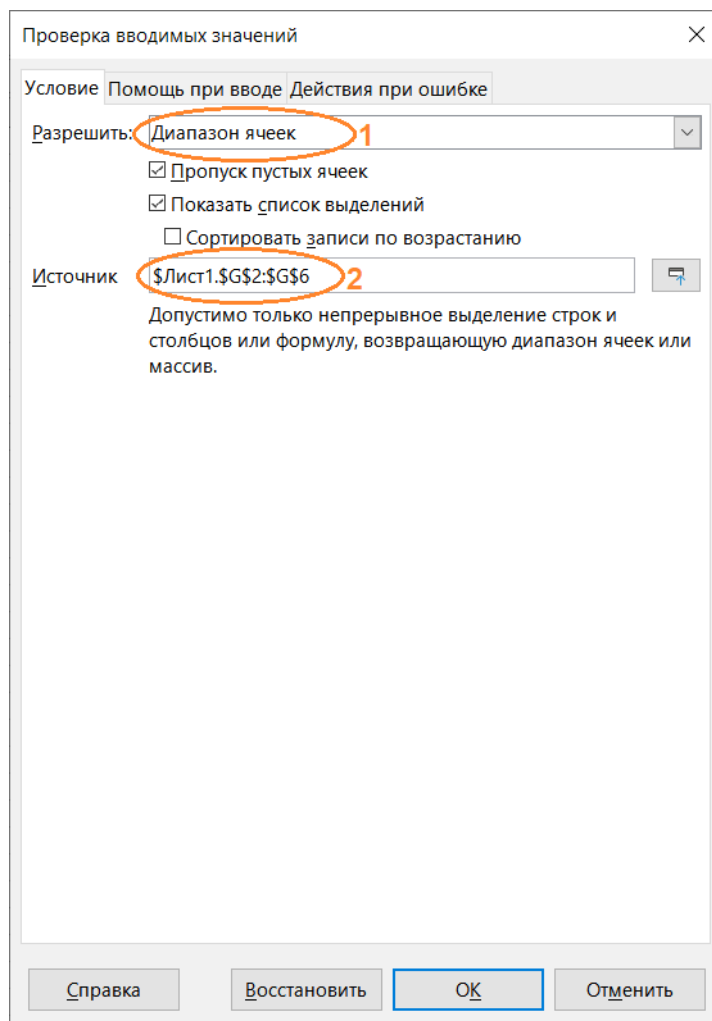 Проверка вводимых значений
Условие Помощь при вводе Действия при ошибке
Разрешить: Диапазон ячеек 1
Пропуск пустых ячеек
Показать список выделений
Сортировать записи по возрастанию
Источник $Лист1.$G$2:$G$6 2
Допустимо только непрерывное выделение строк и
столбцов или формулу, возвращающую диапазон ячеек или
массив.
Справка Восстановить OK Отменить